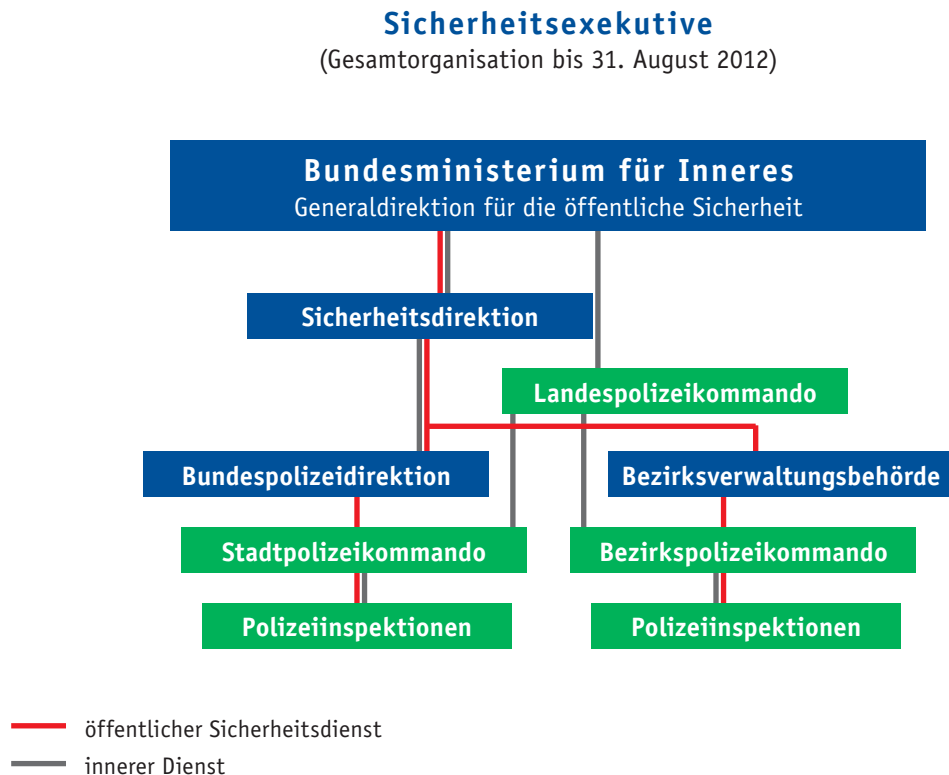 Sicherheitsexekutive
(Gesamtorganisation bis 31. August 2012)
Bundesministerium für Inneres
Generaldirektion für die öffentliche Sicherheit
Sicherheitsdirektion
Landespolizeikommando
Bundespolizeidirektion
Bezirksverwaltungsbehörde
Stadtpolizeikommando
Bezirkspolizeikommando
Polizeiinspektionen
Polizeiinspektionen
öffentlicher Sicherheitsdienst
innerer Dienst